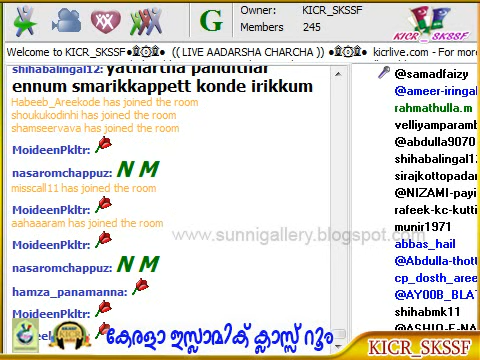 Owner: KICR_SKSSF
Members 245
G
KICR_SKSSF
Welcome to KICR_SKSSF•۩۞۩• (( LIVE AADARSHA CHARCHA )) •۩۞۩• kicrlive.com - For more
shihabalingal12: yathartha pandithar
ennum smarikkappett konde irikkum
Habeeb_Areekode has joined the room
shoukukodinhi has joined the room
shamseervava has joined the room
MoideenPkltr:
nasaromchappuz: N M
misscall11 has joined the room
MoideenPkltr:
aahaaaram has joined the room
MoideenPkltr:
nasaromchappuz: N M
hamza_panamanna:
MoideenPkltr:
@samadfaizy
@ameer-iringal
rahmathulla.m
velliyamparamb
@abdulla9070
shihabalingal1
sirajkottopadar
@NIZAMI-payi
rafeek-kc-kutti
munir1971
abbas_hail
@Abdulla-thott
cp_dosth_aree
@AYO0B_BLAT
shihabmk11
@ASHIQ-E-NA
www.sunnigallery.blogspot.com
KICR
കേരളാ ഇസ്ലാമിക് ക്ലാസ്സ് റൂം
KICR_SKSSF